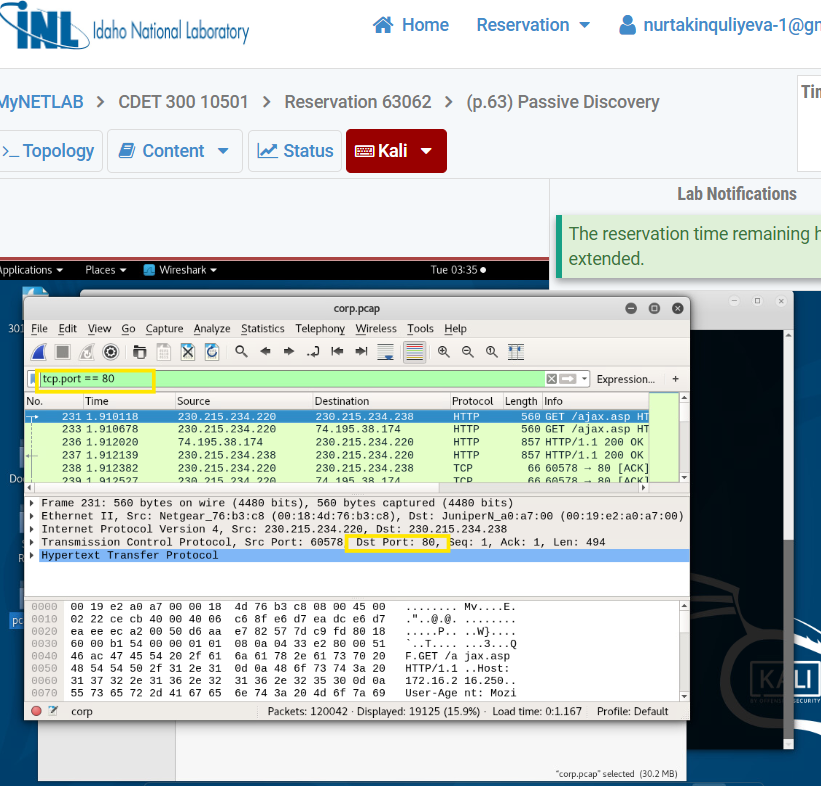 INL Idaho National Laboratory
Home Reservation nurtakinquliyeva-1@gm
MyNETLAB > CDET 300 10501 > Reservation 63062 > (p.63) Passive Discovery
Tim
>_ Topology Content Status Kali
Lab Notifications
The reservation time remaining h
extended.
Applications Places Wireshark Tue 03:35
301
corp.pcap
File Edit View Go Capture Analyze Statistics Telephony Wireless Tools Help
tcp.port == 80 Expression... +
No. Time Source Destination Protocol Length Info
231 1.910118 230.215.234.220 230.215.234.238 HTTP 560 GET /ajax.asp HT
233 1.910678 230.215.234.220 74.195.38.174 HTTP 560 GET /ajax.asp HT
236 1.912020 74.195.38.174 230.215.234.220 HTTP 857 HTTP/1.1 200 OK
237 1.912139 230.215.234.238 230.215.234.220 HTTP 857 HTTP/1.1 200 OK
238 1.912382 230.215.234.220 230.215.234.238 TCP 66 60578 → 80 [ACK]
239 1.912527 230.215.234.220 74.195.38.174 TCP 66 60527 → 80 [ACK]
Do
Frame 231: 560 bytes on wire (4480 bits), 560 bytes captured (4480 bits)
Ethernet II, Src: Netgear_76:b3:c8 (00:18:4d:76:b3:c8), Dst: JuniperN_a0:a7:00 (00:19:e2:a0:a7:00)
Internet Protocol Version 4, Src: 230.215.234.220, Dst: 230.215.234.238
Transmission Control Protocol, Src Port: 60578, Dst Port: 80, Seq: 1, Ack: 1, Len: 494
Hypertext Transfer Protocol
R
pc
0000 00 19 e2 a0 a7 00 00 18 4d 76 b3 c8 08 00 45 00 ........ Mv....E.
0010 02 22 ce cb 40 00 40 06 c6 8f e6 d7 ea dc e6 d7 ."..@.@. ........
0020 ea ee ec a2 00 50 d6 aa e7 82 57 7d c9 fd 80 18 .....P.. ..W}....
0030 60 00 b1 54 00 00 01 01 08 0a 04 33 e2 80 00 51 `..T.... ...3...Q
0040 46 ac 47 45 54 20 2f 61 6a 61 78 2e 61 73 70 20 F.GET /a jax.asp
0050 48 54 54 50 2f 31 2e 31 0d 0a 48 6f 73 74 3a 20 HTTP/1.1 ..Host:
0060 31 37 32 2e 31 36 2e 32 31 36 2e 32 35 30 0d 0a 172.16.2 16.250..
0070 55 73 65 72 2d 41 67 65 6e 74 3a 20 4d 6f 7a 69 User-Age nt: Mozi
KALI
BY OFFENSIVE SECURITY
corp Packets: 120042 · Displayed: 19125 (15.9%) · Load time: 0:1.167 Profile: Default
"corp.pcap" selected (30.2 MB)